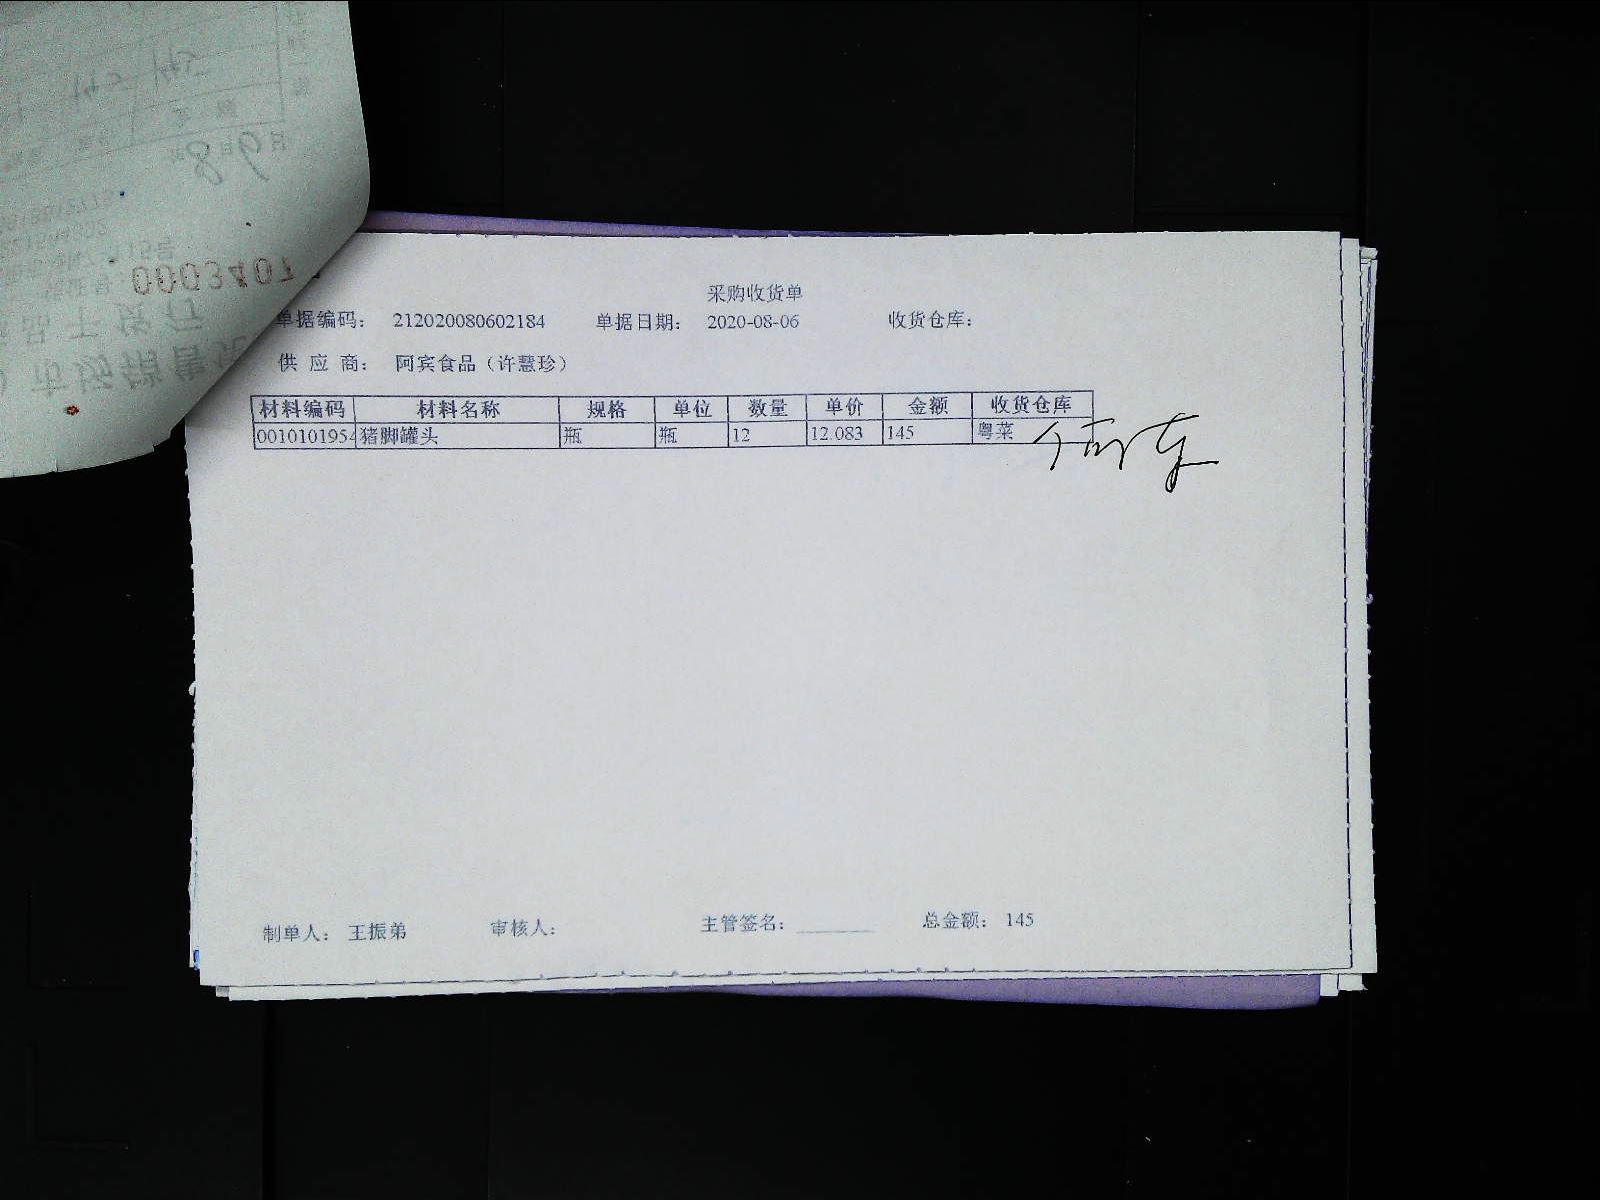 采购收货单
单据编码： 212020080602184 单据日期： 2020-08-06 收货仓库：
供 应 商： 阿宾食品（许慧珍）
材料编码 材料名称 规格 单位 数量 单价 金额 收货仓库
0010101954 猪脚罐头 瓶 瓶 12 12.083 145 粤菜
制单人： 王振弟 审核人： 主管签名： 总金额： 145
0003407